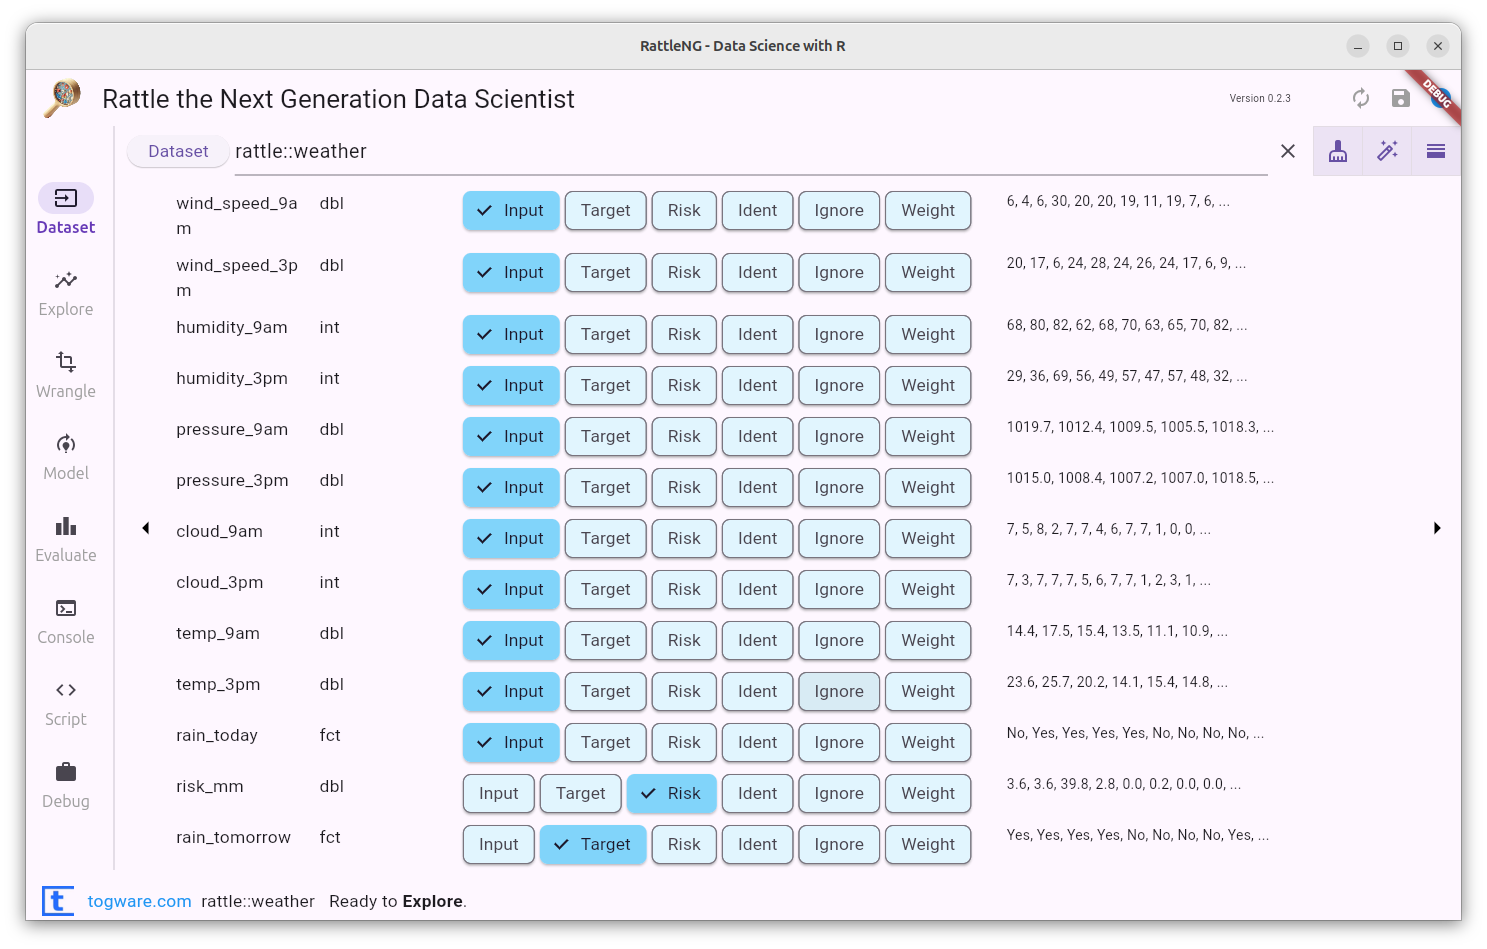 RattleNG - Data Science with R
Rattle the Next Generation Data Scientist
Version 0.2.3
DEBUG
Dataset
rattle::weather
Dataset
Explore
Wrangle
Model
Evaluate
Console
Script
Debug
wind_speed_9a
m
dbl Input Target Risk Ident Ignore Weight 6, 4, 6, 30, 20, 20, 19, 11, 19, 7, 6, ...
wind_speed_3p
m
dbl Input Target Risk Ident Ignore Weight 20, 17, 6, 24, 28, 24, 26, 24, 17, 6, 9, ...
humidity_9am int Input Target Risk Ident Ignore Weight 68, 80, 82, 62, 68, 70, 63, 65, 70, 82, ...
humidity_3pm int Input Target Risk Ident Ignore Weight 29, 36, 69, 56, 49, 57, 47, 57, 48, 32, ...
pressure_9am dbl Input Target Risk Ident Ignore Weight 1019.7, 1012.4, 1009.5, 1005.5, 1018.3, ...
pressure_3pm dbl Input Target Risk Ident Ignore Weight 1015.0, 1008.4, 1007.2, 1007.0, 1018.5, ...
cloud_9am int Input Target Risk Ident Ignore Weight 7, 5, 8, 2, 7, 7, 4, 6, 7, 7, 1, 0, 0, ...
cloud_3pm int Input Target Risk Ident Ignore Weight 7, 3, 7, 7, 7, 5, 6, 7, 7, 1, 2, 3, 1, ...
temp_9am dbl Input Target Risk Ident Ignore Weight 14.4, 17.5, 15.4, 13.5, 11.1, 10.9, ...
temp_3pm dbl Input Target Risk Ident Ignore Weight 23.6, 25.7, 20.2, 14.1, 15.4, 14.8, ...
rain_today fct Input Target Risk Ident Ignore Weight No, Yes, Yes, Yes, Yes, No, No, No, No, ...
risk_mm dbl Input Target Risk Ident Ignore Weight 3.6, 3.6, 39.8, 2.8, 0.0, 0.2, 0.0, 0.0, ...
rain_tomorrow fct Input Target Risk Ident Ignore Weight Yes, Yes, Yes, Yes, No, No, No, No, Yes, ...
t togware.com rattle::weather Ready to Explore.